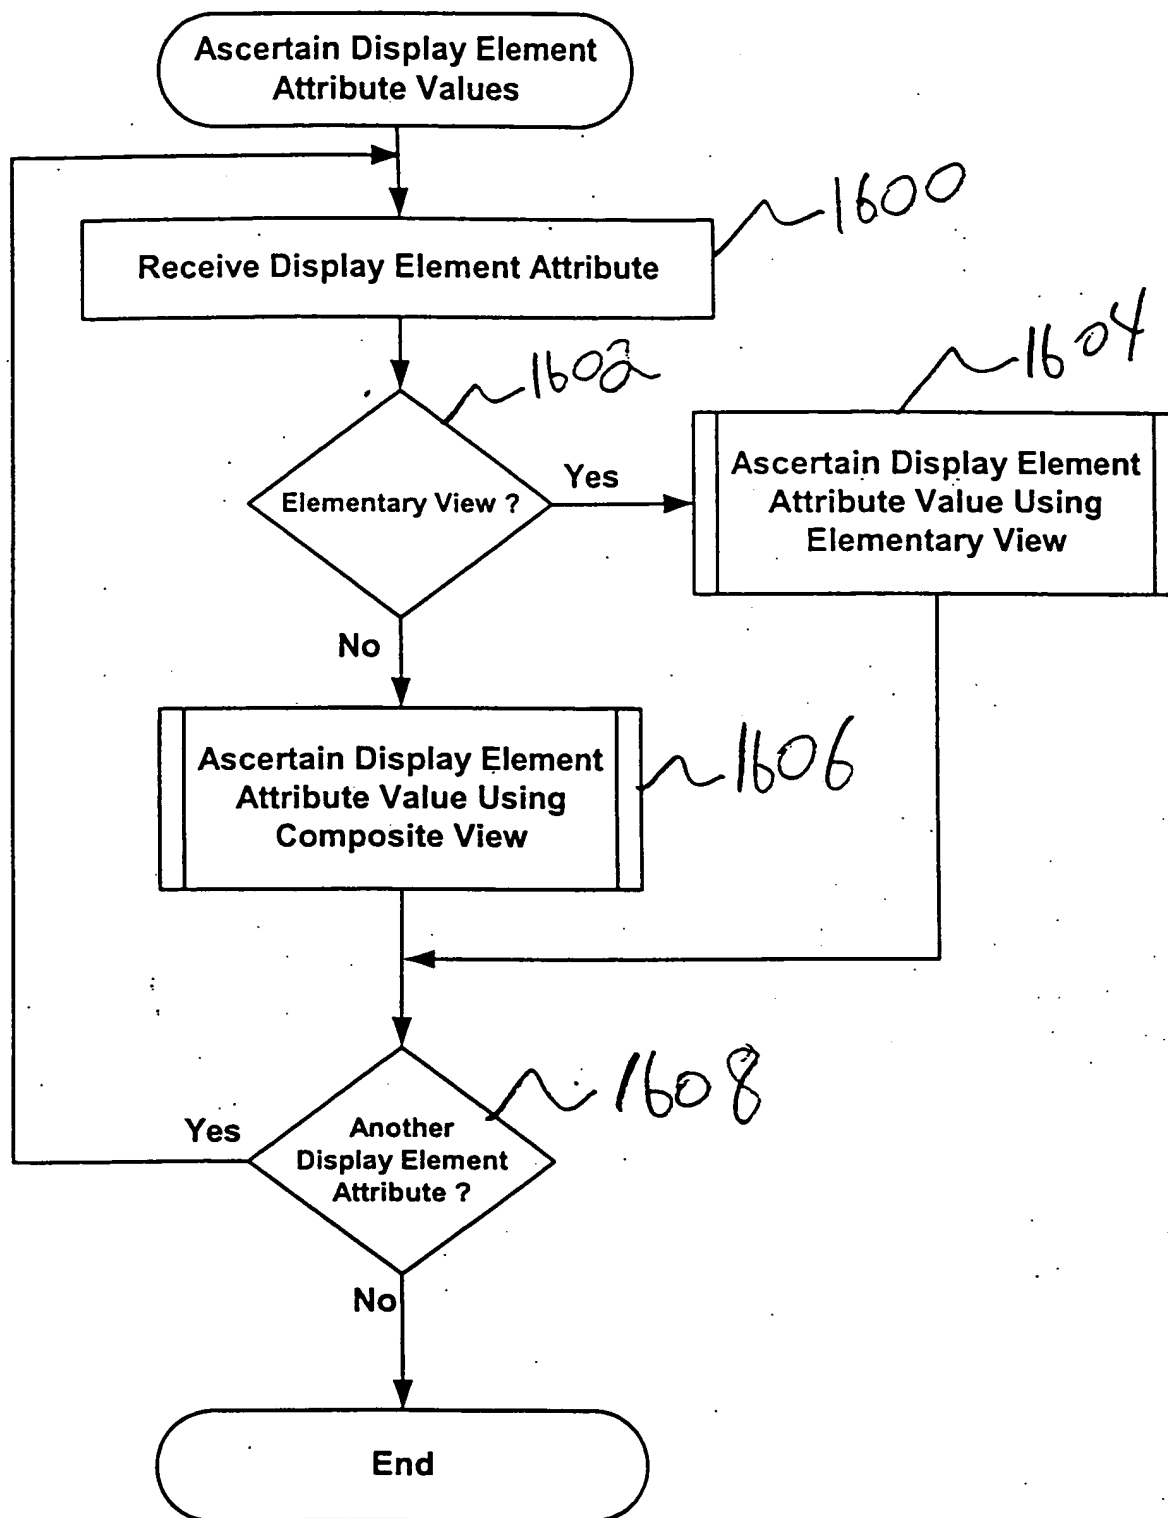 Ascertain Display Element
Attribute Values
1600
Receive Display Element Attribute
1602
1604
Elementary View ?
Yes
Ascertain Display Element
Attribute Value Using
Elementary View
No
Ascertain Display Element
Attribute Value Using
Composite View
1606
1608
Yes
Another
Display Element
Attribute ?
No
End